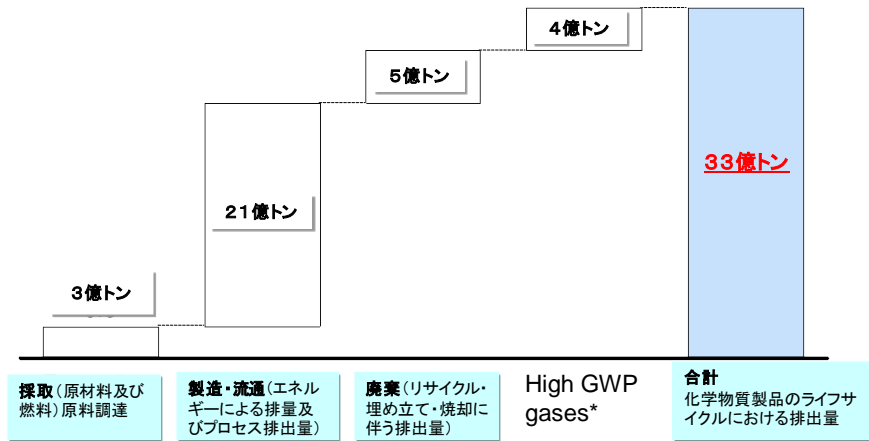 4億トン
5億トン
33億トン
21億トン
3億トン
採取(原材料及び
燃料)原料調達
製造・流通(エネル
ギーによる排量及
びプロセス排出量)
廃棄(リサイクル・
埋め立て・焼却に
伴う排出量)
High GWP
gases*
合計
化学物質製品のライフサ
イクルにおける排出量